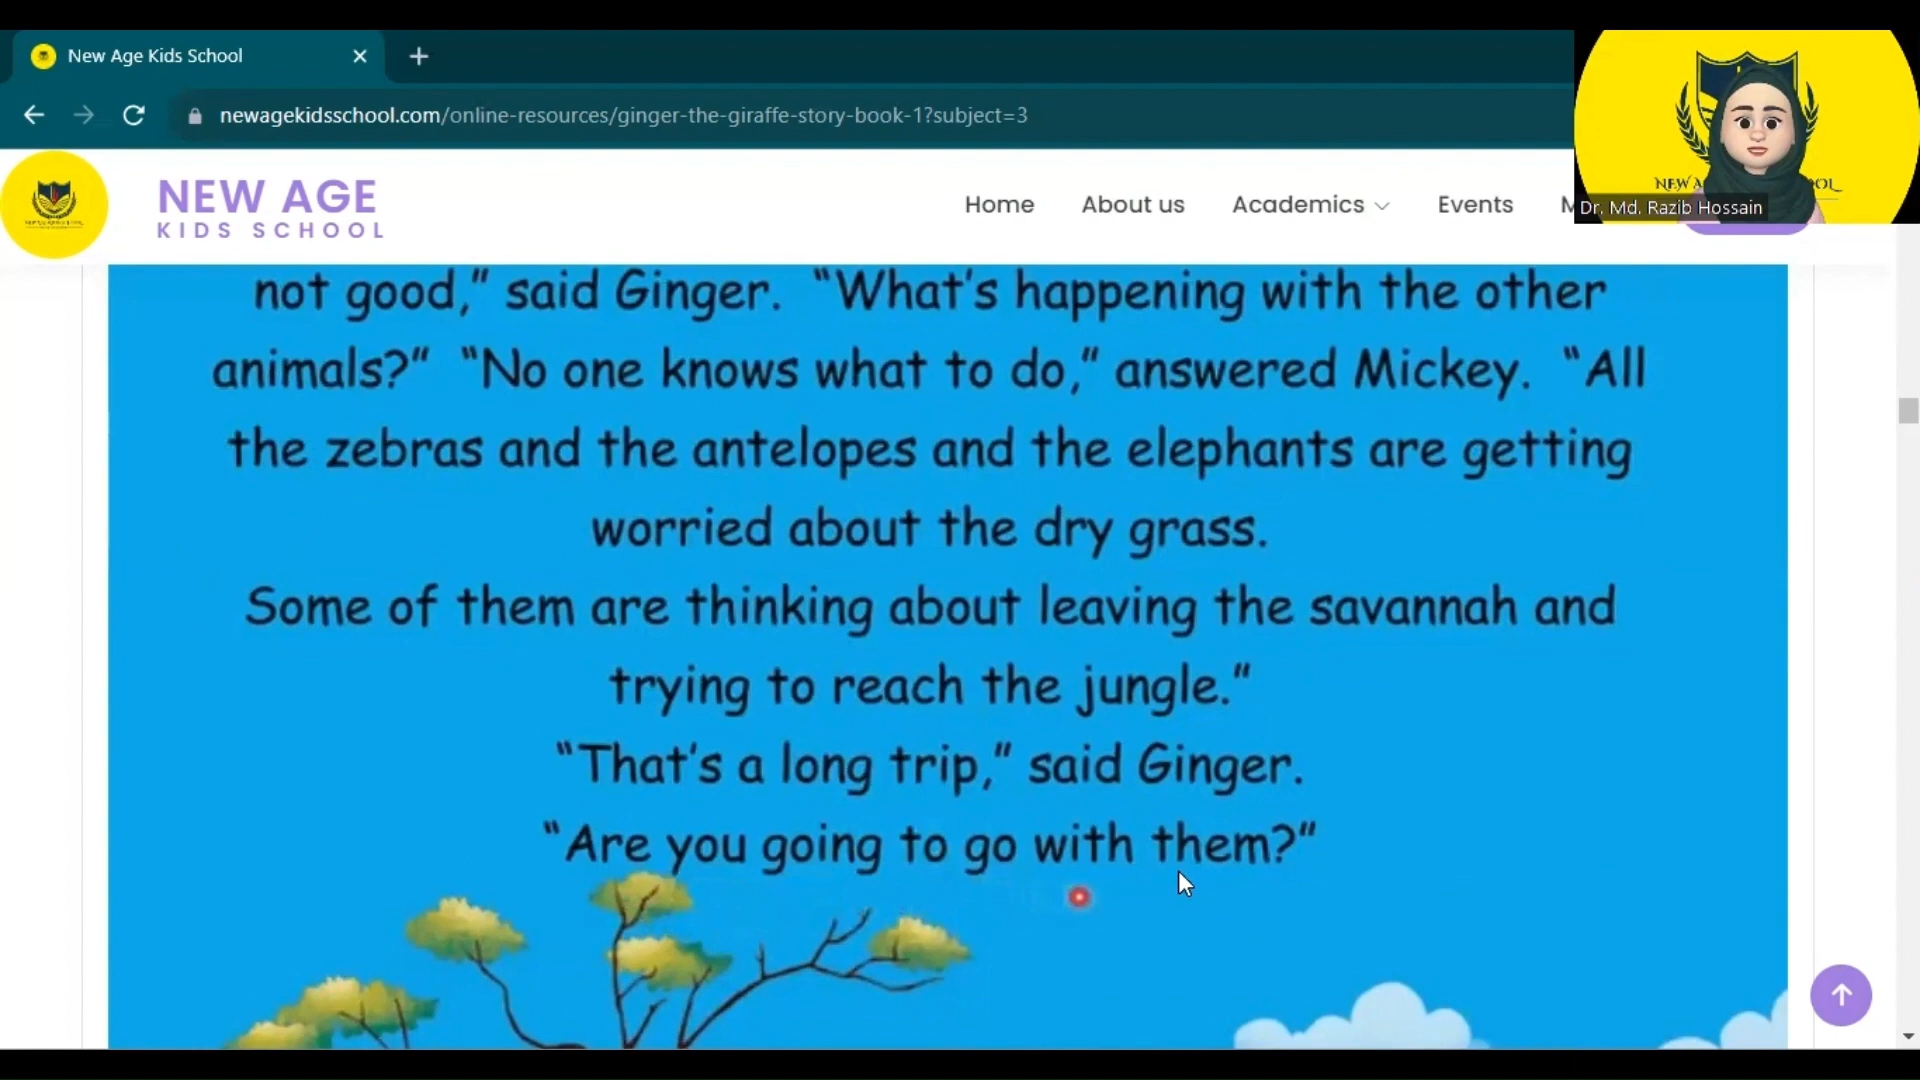 New Age Kids School
newagekidsschool.com/online-resources/ginger-the-giraffe-story-book-1?subject=3
NEW AGE
KIDS SCHOOL
Home About us Academics Events M
Dr. Md. Razib Hossain
not good,” said Ginger. “What’s happening with the other
animals?” “No one knows what to do,” answered Mickey. “All
the zebras and the antelopes and the elephants are getting
worried about the dry grass.
Some of them are thinking about leaving the savannah and
trying to reach the jungle.”
“That’s a long trip,” said Ginger.
“Are you going to go with them?”